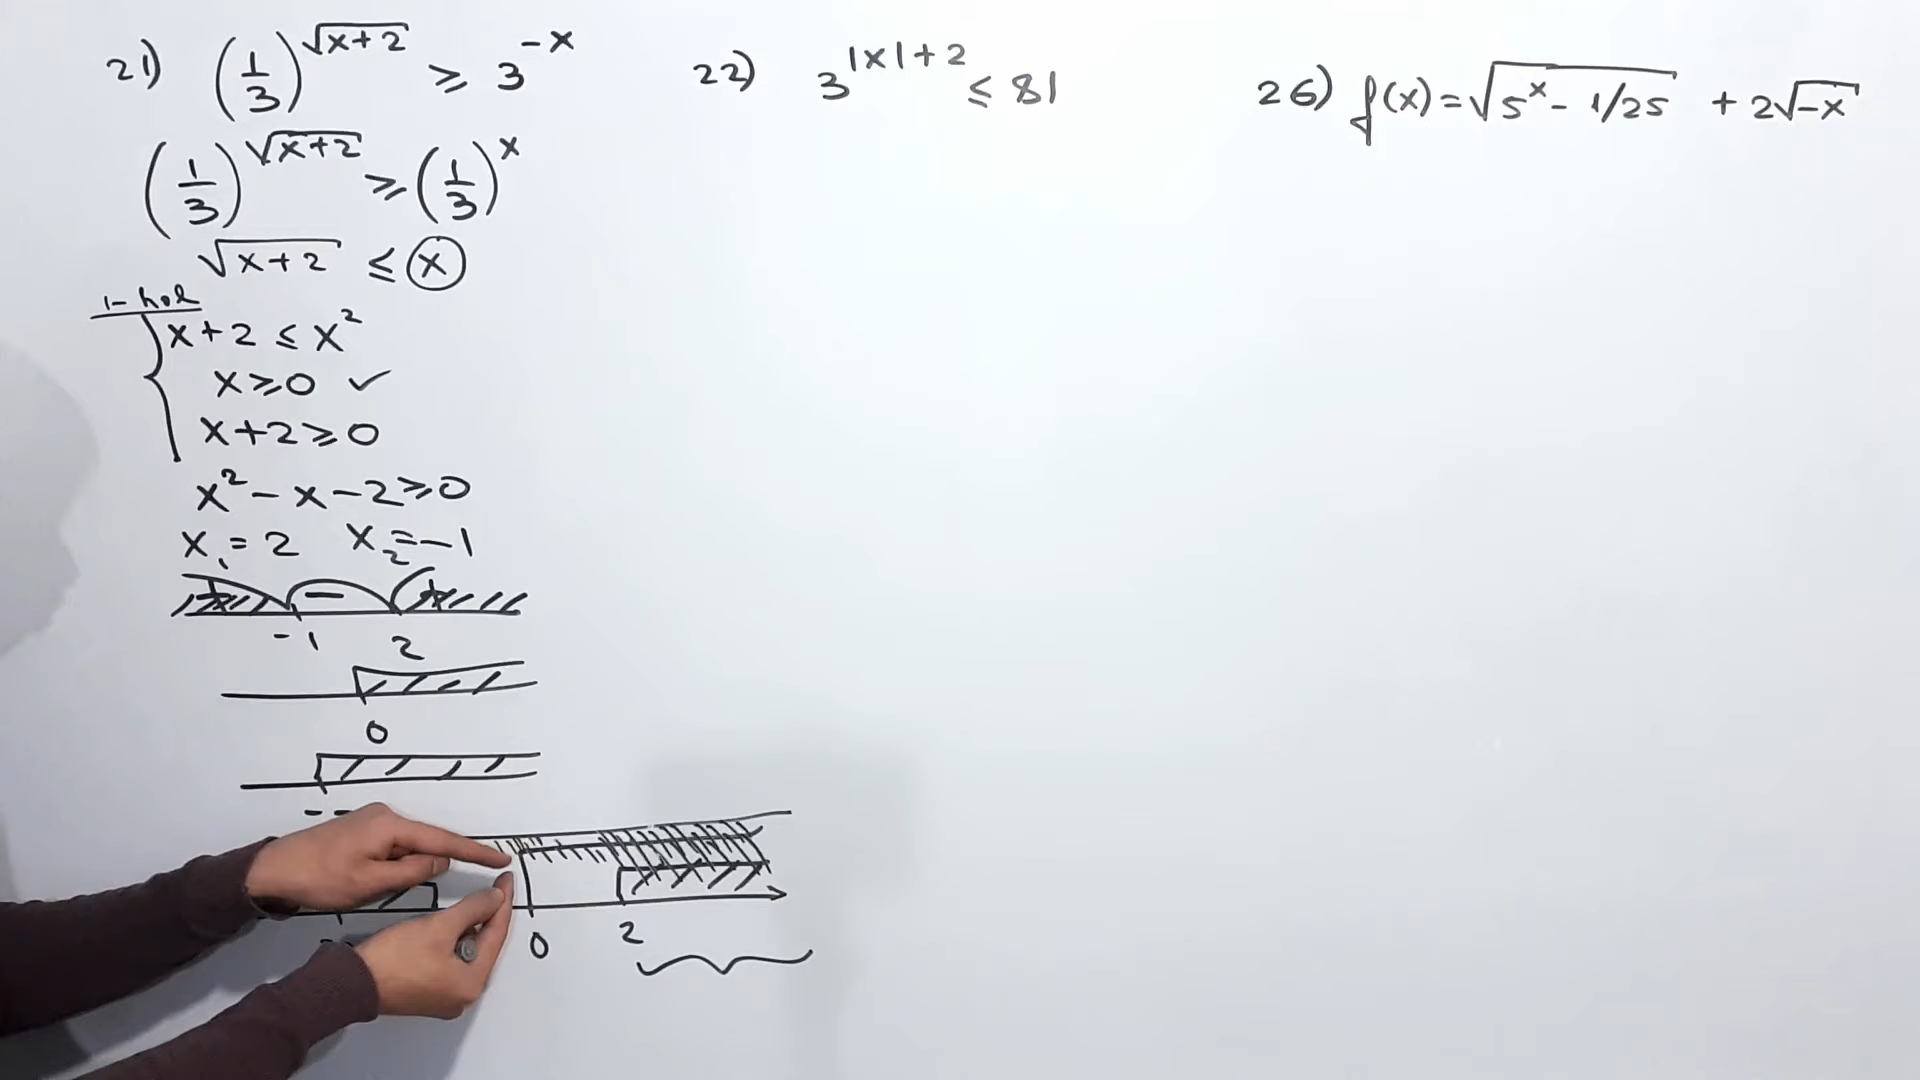 21) (1/3)^√(x+2) ≥ 3^-x
(1/3)^√(x+2) ≥ (1/3)^x
√(x+2) ≤ x
1-hol
x+2 ≤ x²
x≥0 ✓
x+2≥0
x²-x-2≥0
x₁=2 x₂=-1
+ - +
-1 2
0
0 2
22) 3^|x|+2 ≤ 81
26) f(x)=√(5^x - 1/25) + 2√-x